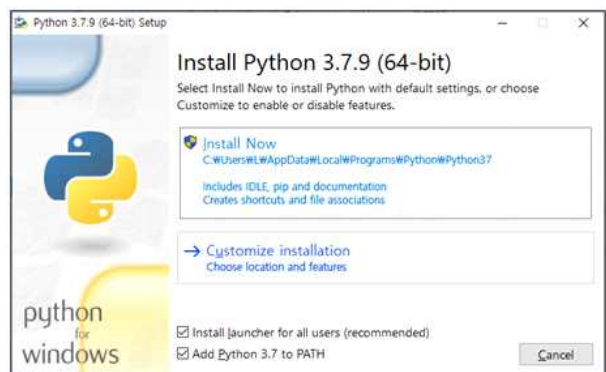 Python 3.7.9 (64-bit) Setup
Install Python 3.7.9 (64-bit)
Select Install Now to install Python with default settings, or choose
Customize to enable or disable features.
Install Now
C:₩Users₩L₩AppData₩Local₩Programs₩Python₩Python37
Includes IDLE, pip and documentation
Creates shortcuts and file associations
→ Customize installation
Choose location and features
python
for
windows
Install launcher for all users (recommended)
Add Python 3.7 to PATH
Cancel